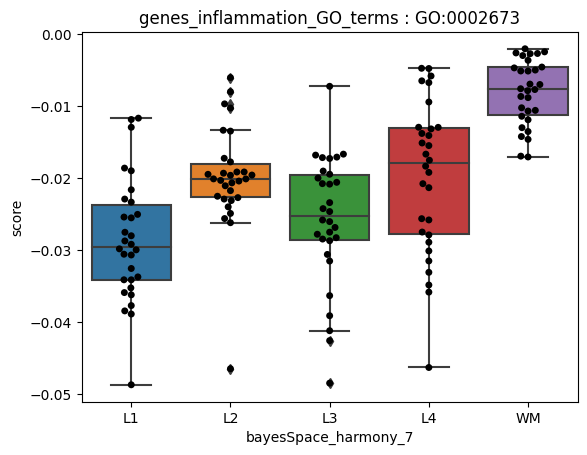 genes_inflammation_GO_terms : GO:0002673
score
0.00
−0.01
−0.02
−0.03
−0.04
−0.05
L1 L2 L3 L4 WM
bayesSpace_harmony_7